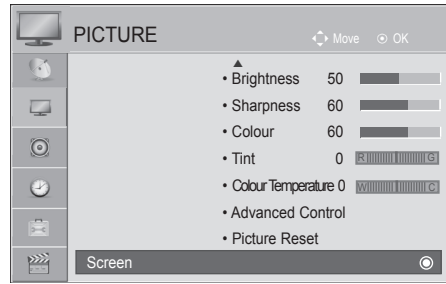 PICTURE
Move OK
• Brightness 50
• Sharpness 60
• Colour 60
• Tint 0 R G
• Colour Temperature 0 W C
• Advanced Control
• Picture Reset
Screen